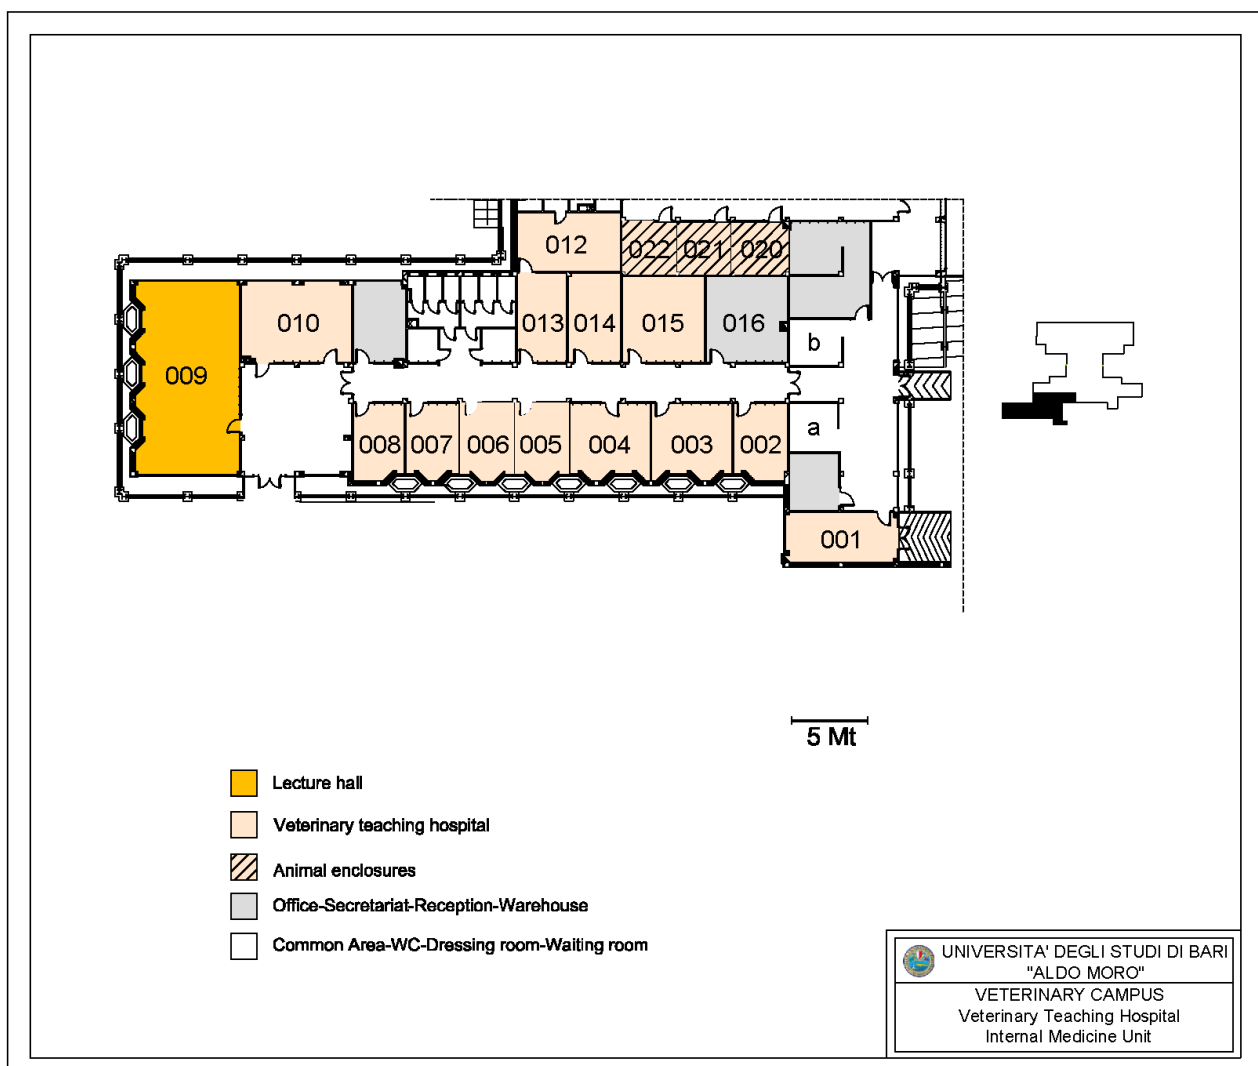 012
022
021
020
010
013
014
015
016
b
009
008
007
006
005
004
003
002
a
001
5 Mt
Lecture hall
Veterinary teaching hospital
Animal enclosures
Office-Secretariat-Reception-Warehouse
Common Area-WC-Dressing room-Waiting room
UNIVERSITA' DEGLI STUDI DI BARI
"ALDO MORO"
VETERINARY CAMPUS
Veterinary Teaching Hospital
Internal Medicine Unit